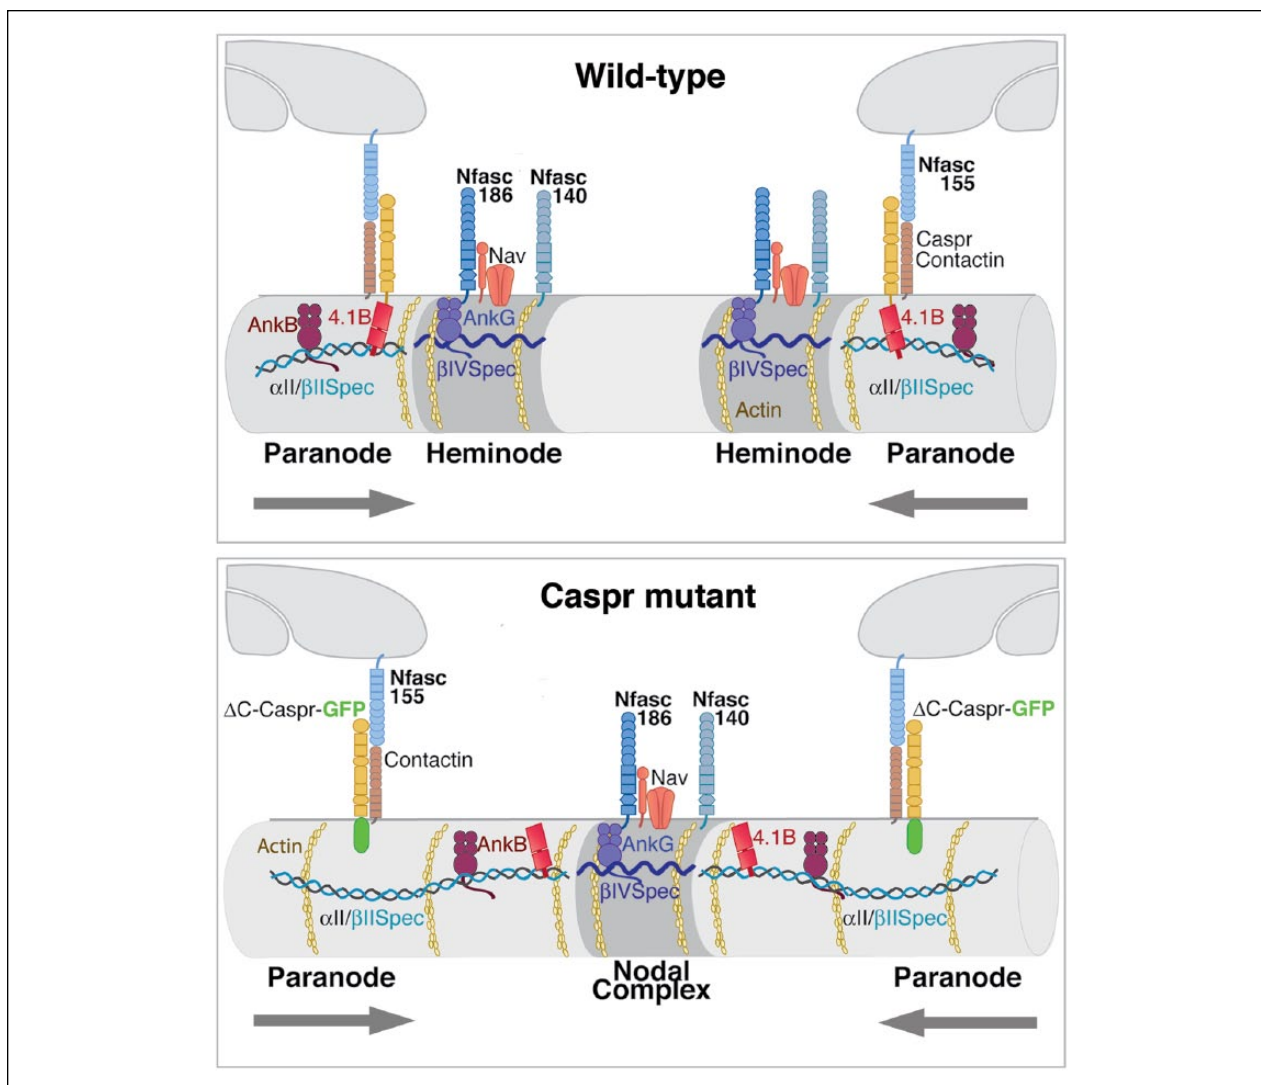 Wild-type
Nfasc
186
Nfasc
140
Nfasc
155
Nav
Caspr
Contactin
AnkB
4.1B
AnkG
4.1B
βIVSpec
βIVSpec
αII/βIISpec
αII/βIISpec
Actin
Paranode
Heminode
Heminode
Paranode
Caspr mutant
Nfasc
155
Nfasc
186
Nfasc
140
ΔC-Caspr-GFP
ΔC-Caspr-GFP
Contactin
Nav
Actin
AnkB
AnkG
4.1B
βIVSpec
αII/βIISpec
αII/βIISpec
Paranode
Nodal
Complex
Paranode